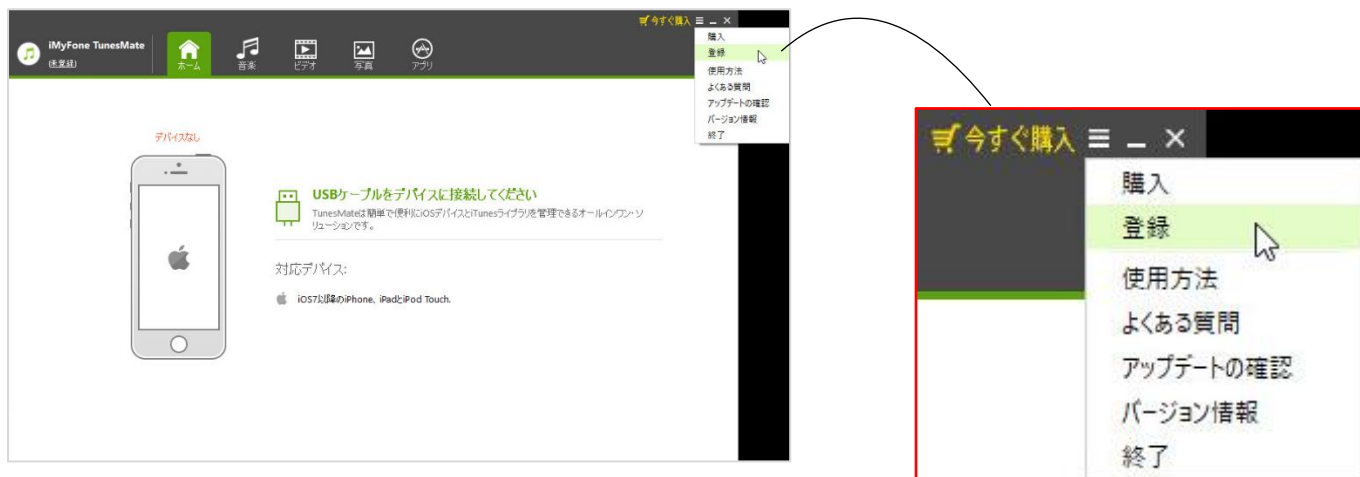 今すぐ購入
iMyFone TunesMate
(未登録)
ホーム
音楽
ビデオ
写真
アプリ
購入
登録
使用方法
よくある質問
アップデートの確認
バージョン情報
終了
デバイスなし
USBケーブルをデバイスに接続してください
TunesMateは簡単で便利にiOSデバイスとiTunesライブラリを管理できるオールインワン・ソ
リューションです。
対応デバイス:
iOS7以降のiPhone、iPadとiPod Touch.
今すぐ購入
購入
登録
使用方法
よくある質問
アップデートの確認
バージョン情報
終了